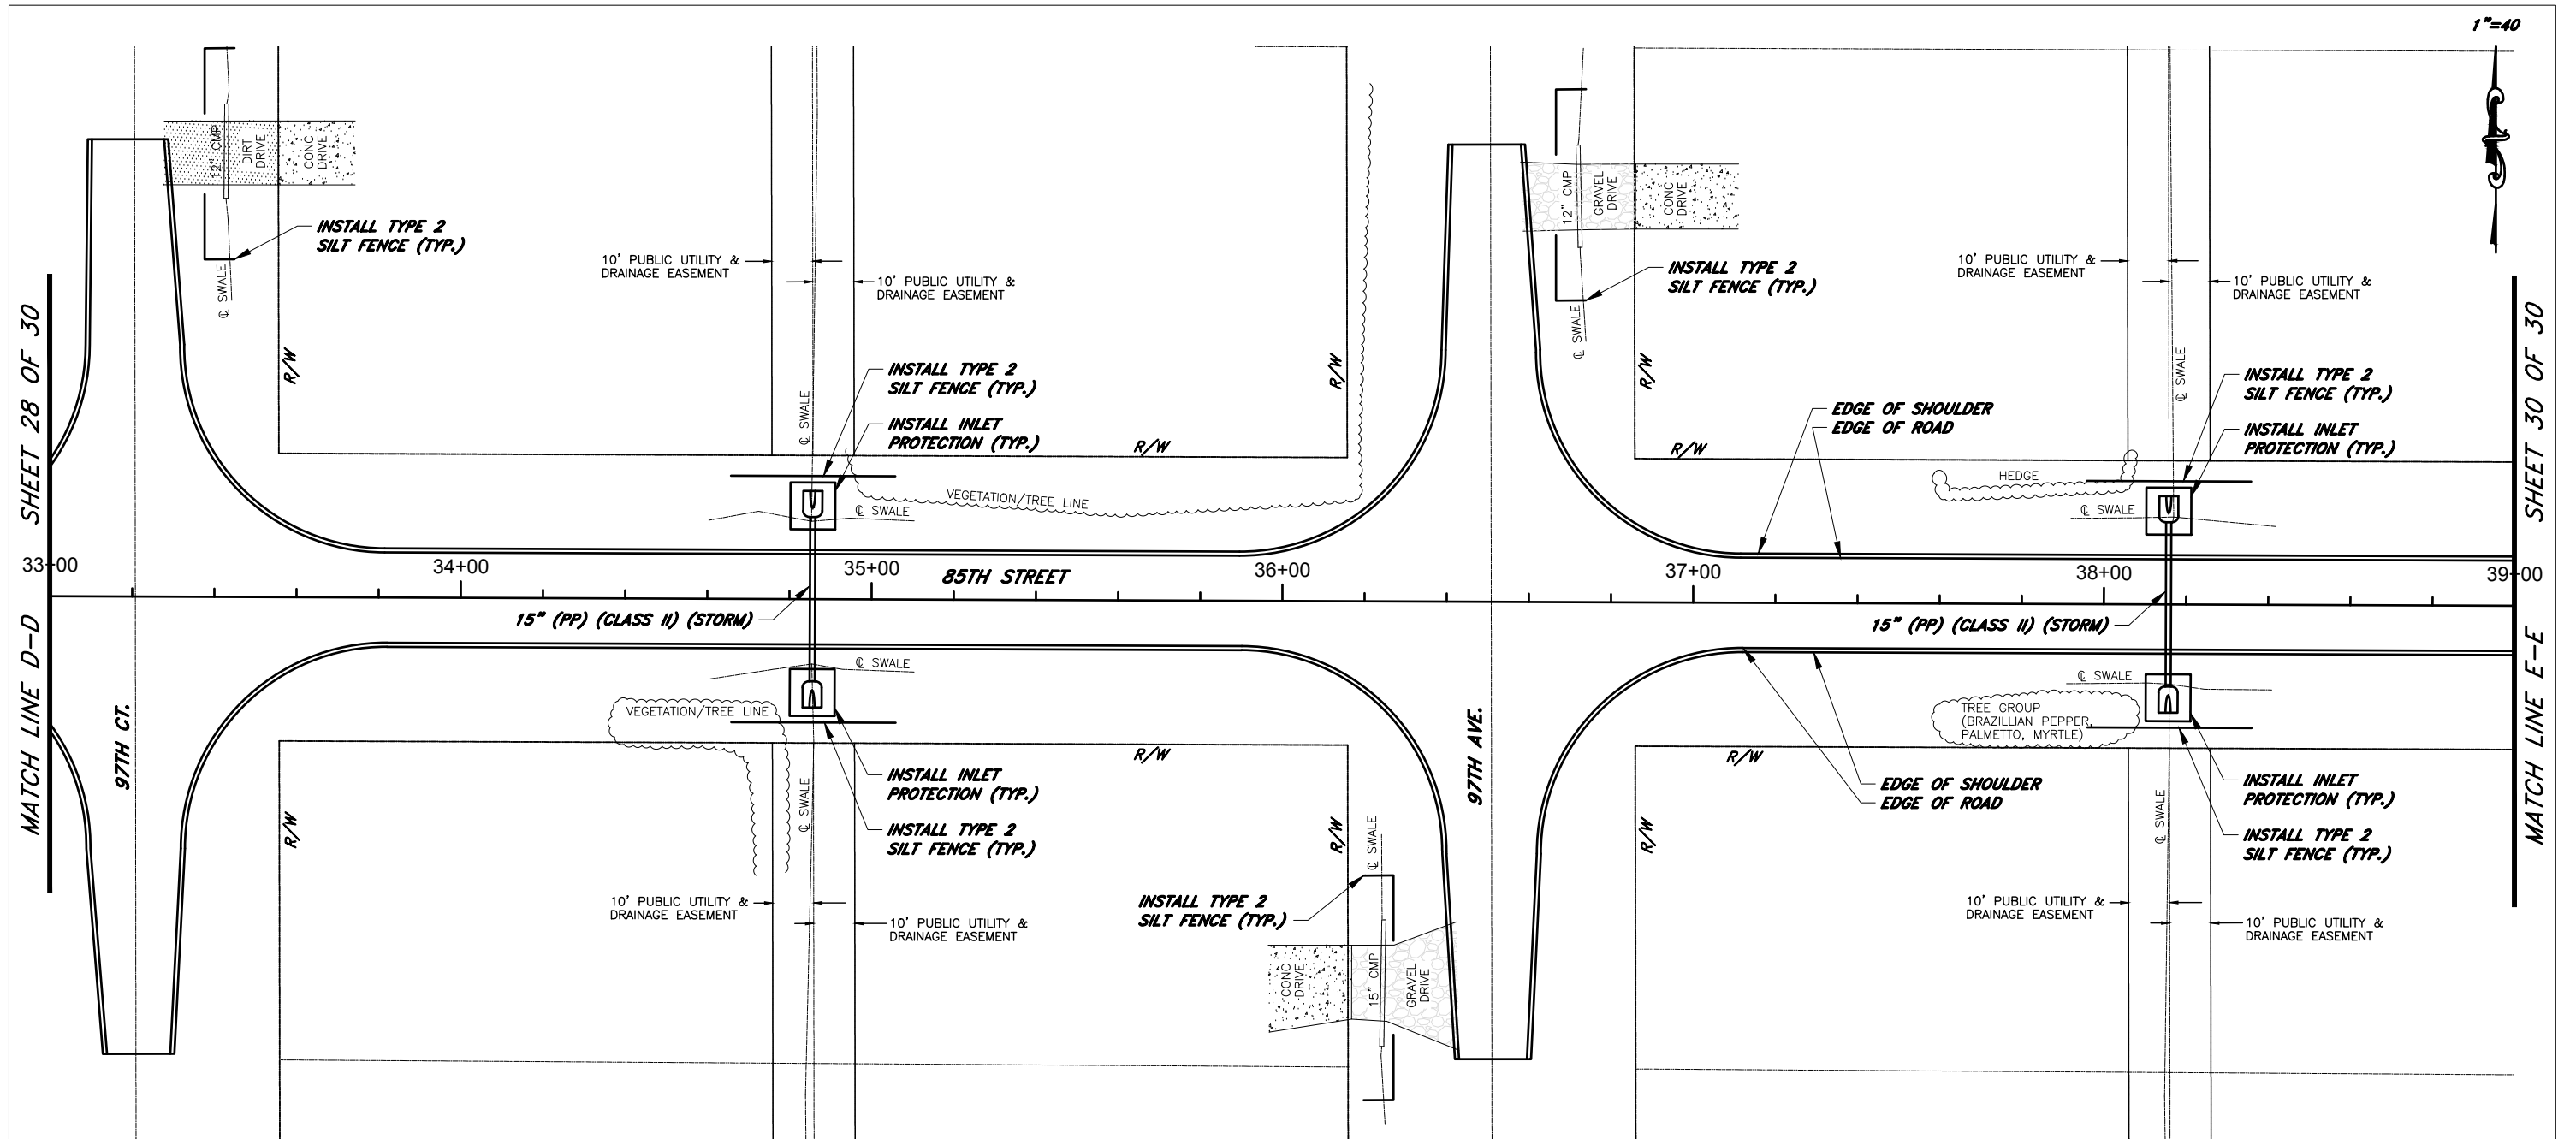 1"=40
12" CMP
DIRT
DRIVE
CONC
DRIVE
INSTALL TYPE 2
SILT FENCE (TYP.)
℄ SWALE
10' PUBLIC UTILITY &
DRAINAGE EASEMENT
10' PUBLIC UTILITY &
DRAINAGE EASEMENT
12" CMP
GRAVEL
DRIVE
CONC
DRIVE
INSTALL TYPE 2
SILT FENCE (TYP.)
℄ SWALE
10' PUBLIC UTILITY &
DRAINAGE EASEMENT
10' PUBLIC UTILITY &
DRAINAGE EASEMENT
SHEET 28 OF 30
R/W
℄ SWALE
INSTALL TYPE 2
SILT FENCE (TYP.)
INSTALL INLET
PROTECTION (TYP.)
R/W
R/W
R/W
R/W
EDGE OF SHOULDER
EDGE OF ROAD
℄ SWALE
INSTALL TYPE 2
SILT FENCE (TYP.)
INSTALL INLET
PROTECTION (TYP.)
SHEET 30 OF 30
VEGETATION/TREE LINE
℄ SWALE
HEDGE
℄ SWALE
33+00
34+00
35+00
36+00
37+00
38+00
39+00
85TH STREET
15" (PP) (CLASS II) (STORM)
15" (PP) (CLASS II) (STORM)
MATCH LINE D-D
97TH CT.
℄ SWALE
VEGETATION/TREE LINE
R/W
℄ SWALE
INSTALL INLET
PROTECTION (TYP.)
INSTALL TYPE 2
SILT FENCE (TYP.)
R/W
R/W
℄ SWALE
97TH AVE.
R/W
R/W
EDGE OF SHOULDER
EDGE OF ROAD
℄ SWALE
TREE GROUP
(BRAZILLIAN PEPPER,
PALMETTO, MYRTLE)
℄ SWALE
INSTALL INLET
PROTECTION (TYP.)
INSTALL TYPE 2
SILT FENCE (TYP.)
MATCH LINE E-E
10' PUBLIC UTILITY &
DRAINAGE EASEMENT
10' PUBLIC UTILITY &
DRAINAGE EASEMENT
INSTALL TYPE 2
SILT FENCE (TYP.)
CONC
DRIVE
15" CMP
GRAVEL
DRIVE
10' PUBLIC UTILITY &
DRAINAGE EASEMENT
10' PUBLIC UTILITY &
DRAINAGE EASEMENT